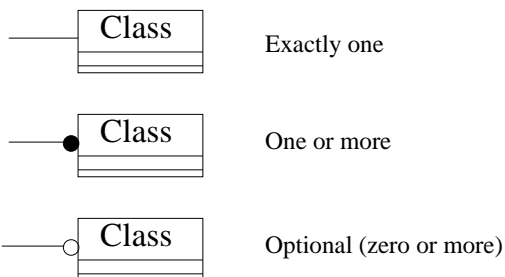 Class
Exactly one
Class
One or more
Class
Optional (zero or more)